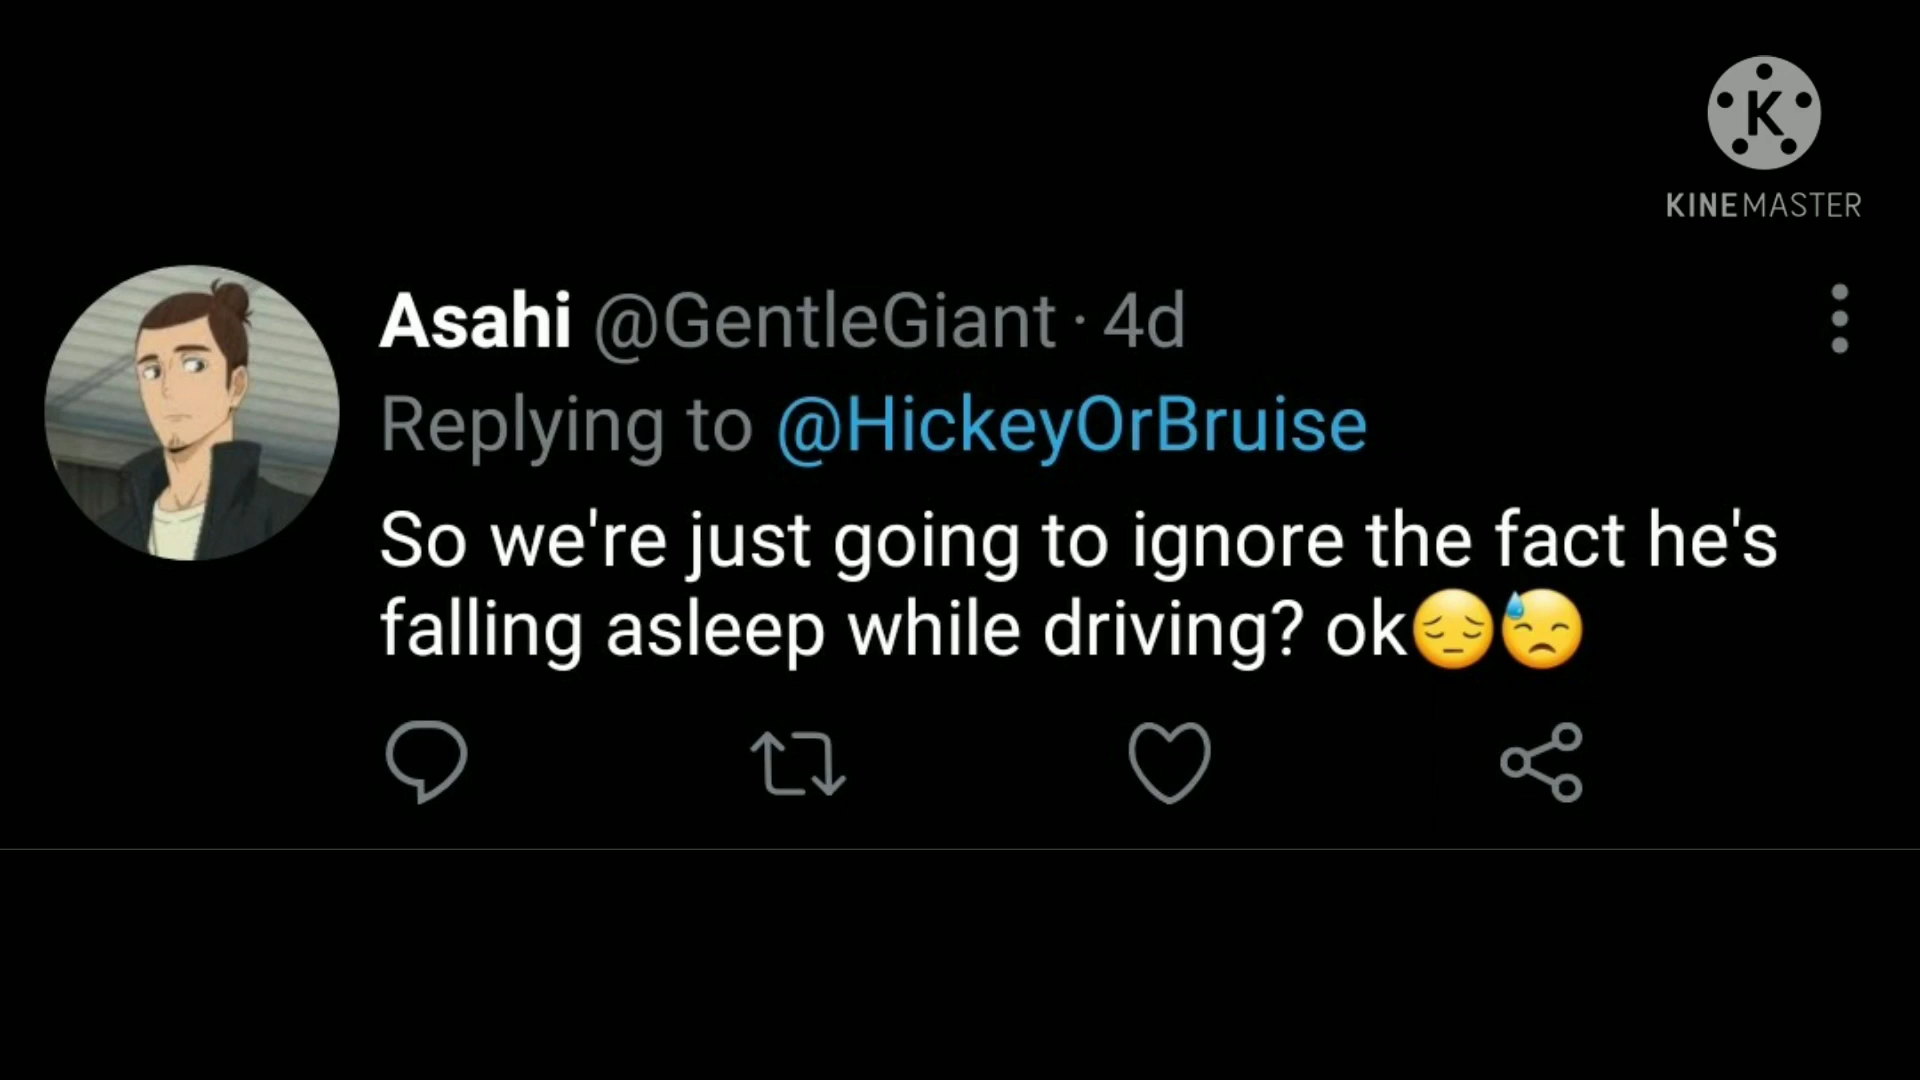 K
KINEMASTER
Asahi @GentleGiant · 4d
Replying to @HickeyOrBruise
So we're just going to ignore the fact he's
falling asleep while driving? ok😔😓